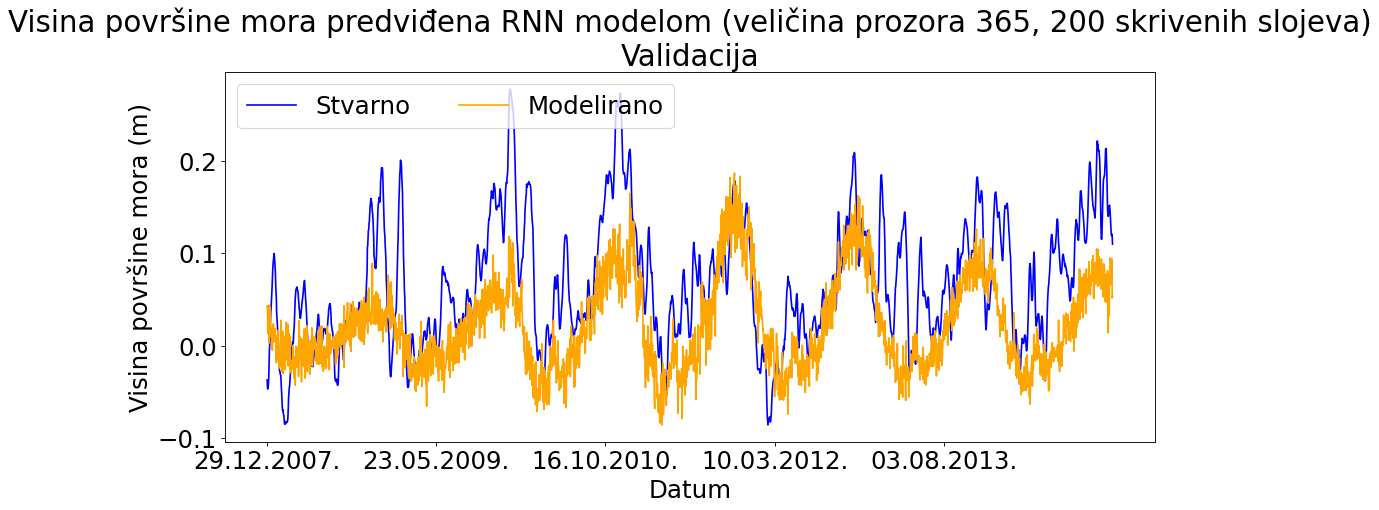 Visina površine mora predviđena RNN modelom (veličina prozora 365, 200 skrivenih slojeva)
Validacija
Stvarno
Modelirano
Visina površine mora (m)
0.2
0.1
0.0
−0.1
29.12.2007.
23.05.2009.
16.10.2010.
10.03.2012.
03.08.2013.
Datum